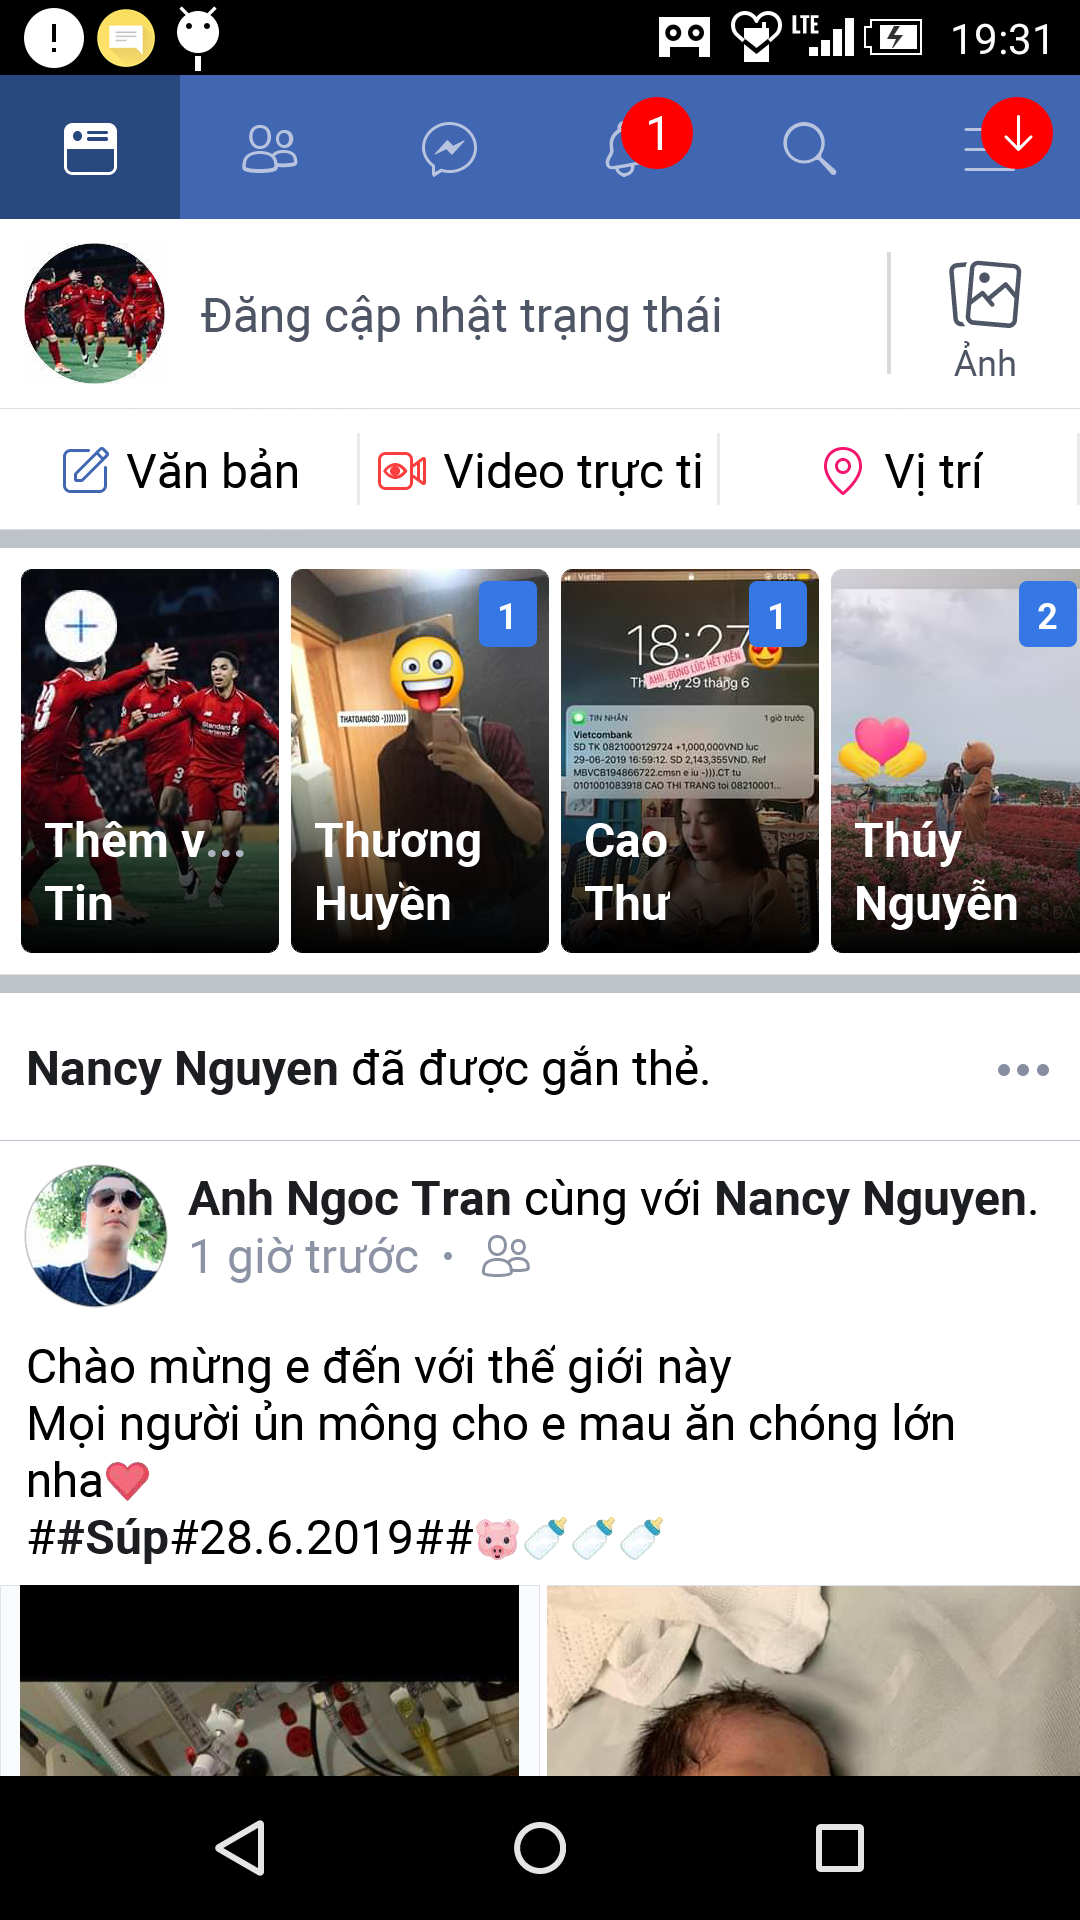 LTE 19:31
1
Đăng cập nhật trạng thái
Ảnh
Văn bản
Video trực ti
Vị trí
Thêm v...
Tin
1
THATDANGSO -)))))))))
Thương
Huyền
Viettel
68%
1
18:27
AHII. ĐÚNG LÚC HẾT XIỀN
29 tháng 6
TIN NHẮN
1 giờ trước
Vietcombank
SD TK 0821000129724 +1,000,000VND luc
29-06-2019 16:59:12. SD 2,143,355VND. Ref
MBVCB194866722.cmsn e iu -))).CT tu
0101001083918 CAO THI TRANG toi 08210001...
Cao
Thư
2
Thúy
Nguyễn
Nancy Nguyen đã được gắn thẻ.
Anh Ngoc Tran cùng với Nancy Nguyen.
1 giờ trước
Chào mừng e đến với thế giới này
Mọi người ủn mông cho e mau ăn chóng lớn
nha❤
##Súp#28.6.2019##🐷🍼🍼🍼